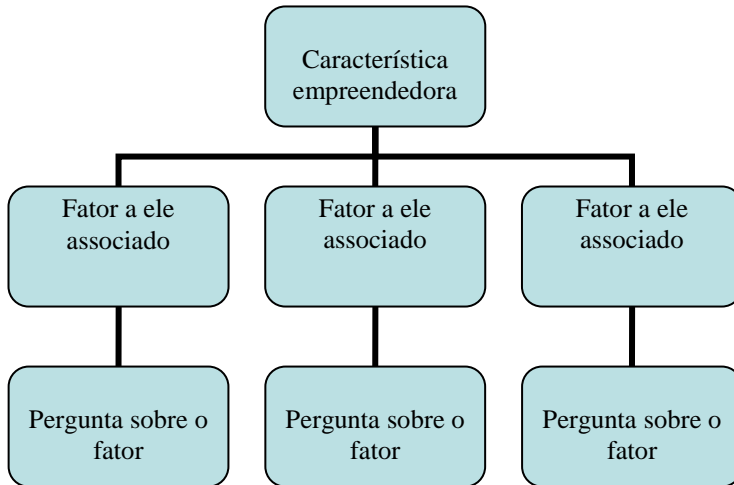 Característica
empreendedora
Fator a ele
associado
Fator a ele
associado
Fator a ele
associado
Pergunta sobre o
fator
Pergunta sobre o
fator
Pergunta sobre o
fator